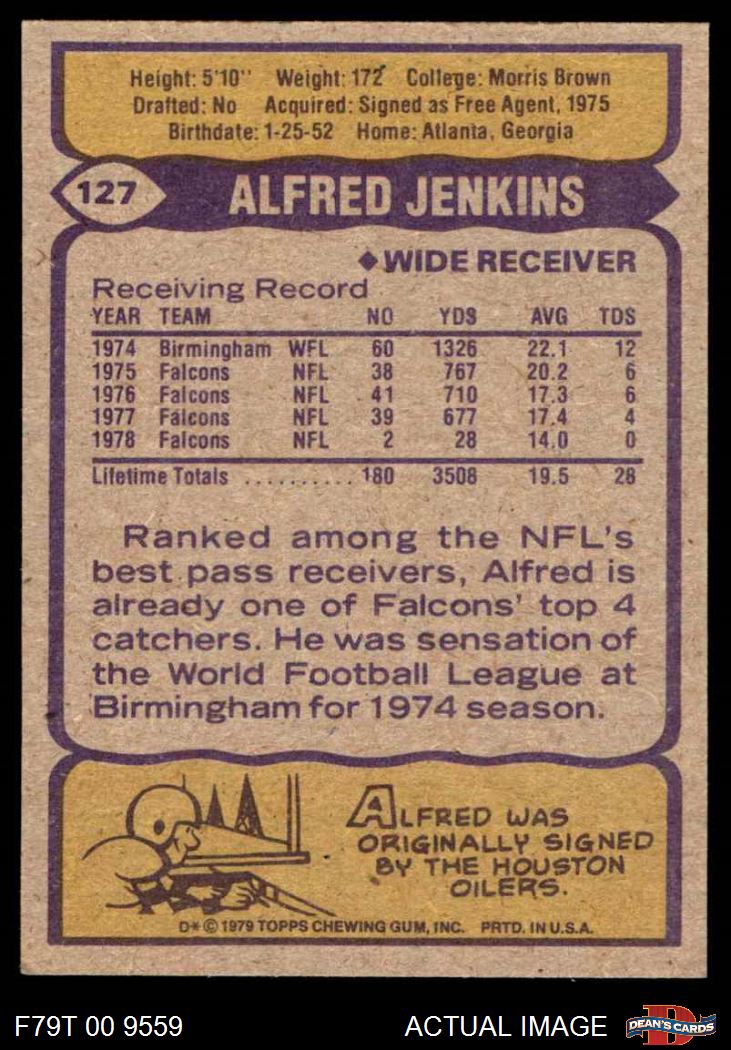 Height: 5'10" Weight: 172 College: Morris Brown
Drafted: No Acquired: Signed as Free Agent, 1975
Birthdate: 1-25-52 Home: Atlanta, Georgia
127 ALFRED JENKINS
◆WIDE RECEIVER
Receiving Record
YEAR TEAM NO YDS AVG TDS
1974 Birmingham WFL 60 1326 22.1 12
1975 Falcons NFL 38 767 20.2 6
1976 Falcons NFL 41 710 17.3 6
1977 Falcons NFL 39 677 17.4 4
1978 Falcons NFL 2 28 14.0 0
Lifetime Totals .......... 180 3508 19.5 28
Ranked among the NFL's
best pass receivers, Alfred is
already one of Falcons' top 4
catchers. He was sensation of
the World Football League at
Birmingham for 1974 season.
ALFRED WAS
ORIGINALLY SIGNED
BY THE HOUSTON
OILERS.
D* © 1979 TOPPS CHEWING GUM, INC. PRTD. IN U.S.A.
F79T 00 9559 ACTUAL IMAGE D DEAN'S CARDS